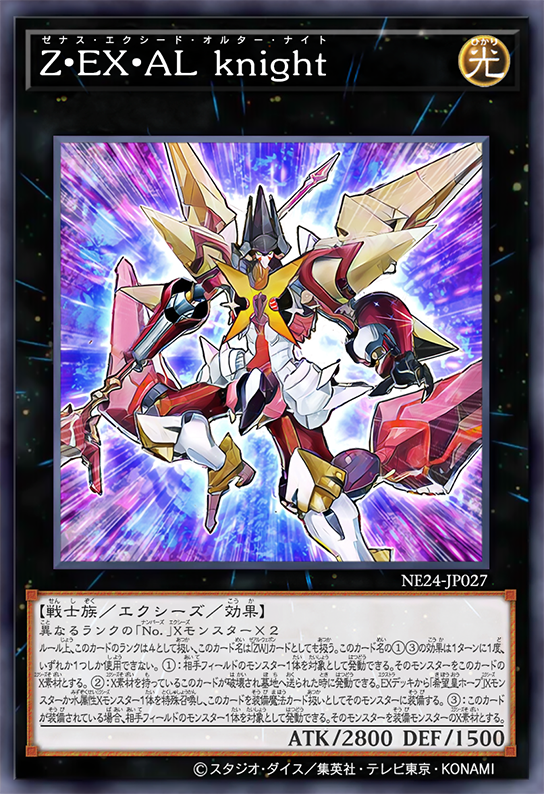 ゼナス・エクシード・オルター・ナイト
Z・EX・AL knight
ひかり
光
NE24-JP027
【戦士族／エクシーズ／効果】
異なるランクの「No.」Xモンスター×２
ルール上、このカードのランクは４として扱い、このカード名は「ZW」カードとしても扱う。このカード名の①③の効果は１ターンに１度、
いずれか１つしか使用できない。①：相手フィールドのモンスター１体を対象として発動できる。そのモンスターをこのカードの
X素材とする。②：X素材を持っているこのカードが破壊され墓地へ送られた時に発動できる。EXデッキから「希望皇ホープ」Xモン
スターか水属性Xモンスター１体を特殊召喚し、このカードを装備魔法カード扱いとしてそのモンスターに装備する。③：このカード
が装備されている場合、相手フィールドのモンスター１体を対象として発動できる。そのモンスターを装備モンスターのX素材とする。
ATK/2800 DEF/1500
©スタジオ・ダイス／集英社・テレビ東京・KONAMI